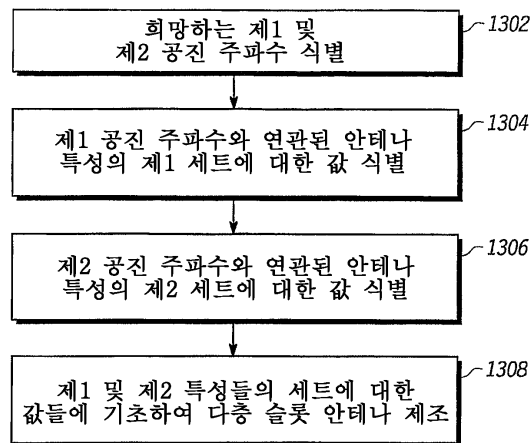 희망하는 제1 및
제2 공진 주파수 식별
1302
제1 공진 주파수와 연관된 안테나
특성의 제1 세트에 대한 값 식별
1304
제2 공진 주파수와 연관된 안테나
특성의 제2 세트에 대한 값 식별
1306
제1 및 제2 특성들의 세트에 대한
값들에 기초하여 다층 슬롯 안테나 제조
1308